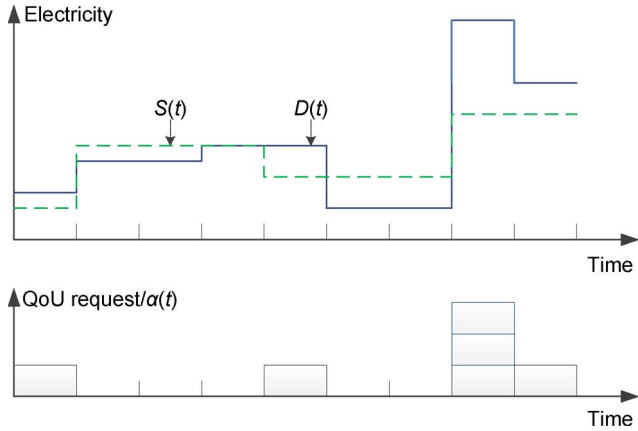 Electricity
S(t)
D(t)
Time
QoU request/α(t)
Time